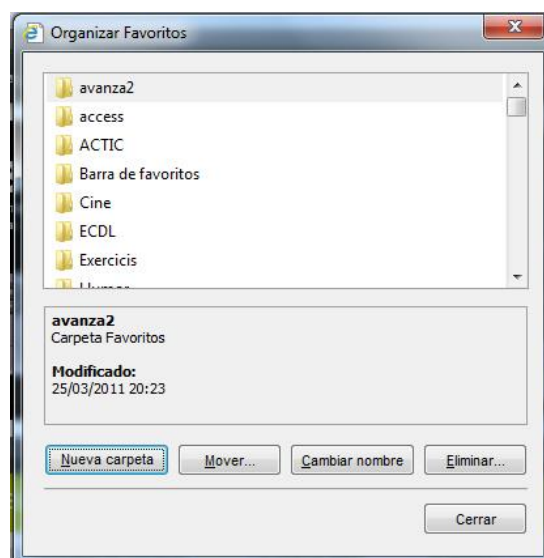 Organizar Favoritos
avanza2
access
ACTIC
Barra de favoritos
Cine
ECDL
Exercicis
avanza2
Carpeta Favoritos
Modificado:
25/03/2011 20:23
Nueva carpeta
Mover...
Cambiar nombre
Eliminar...
Cerrar